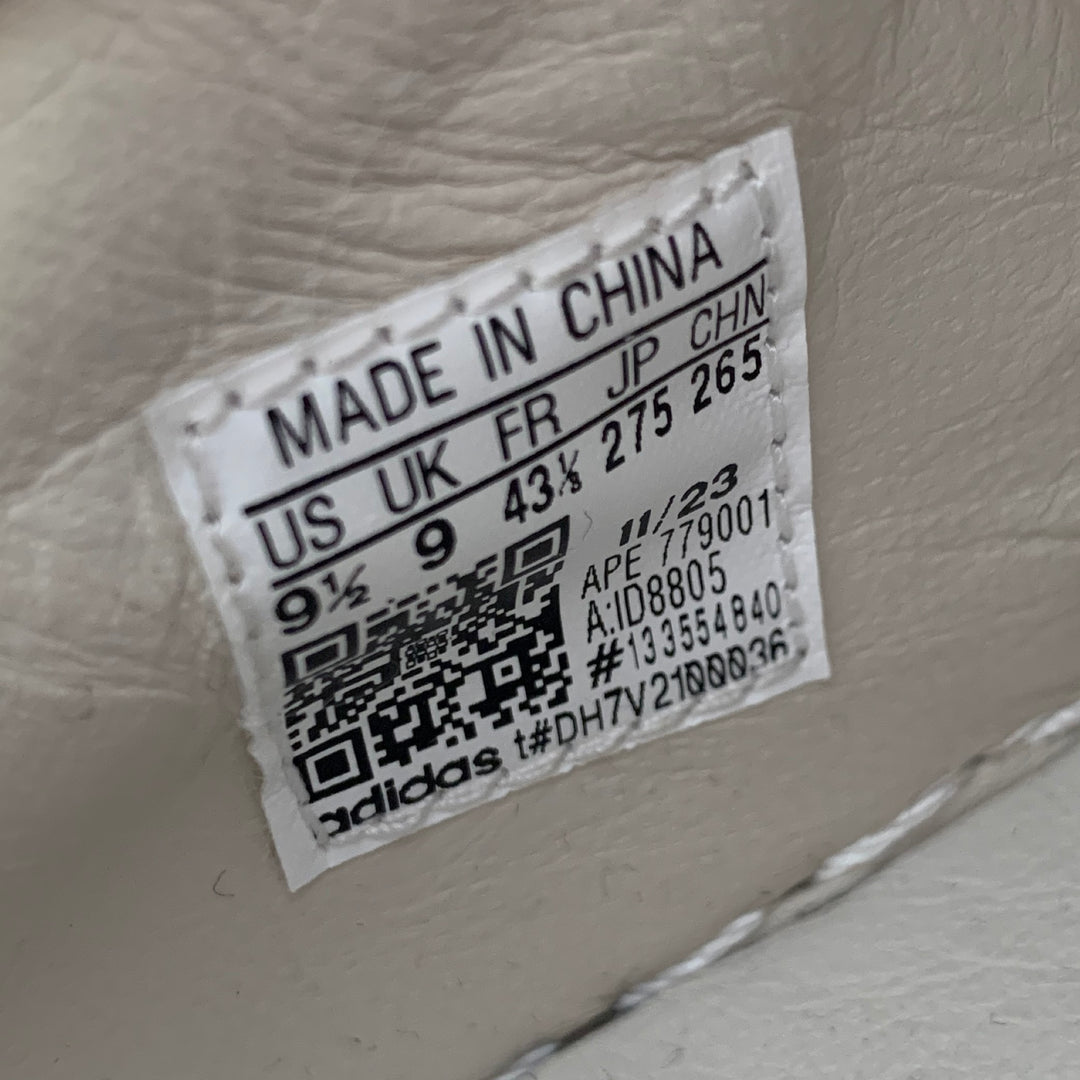 MADE IN CHINA
US UK FR JP CHN
9½ 9 43⅓ 275 265
11/23
APE 779001
A:ID8805
#133554840
adidas t#DH7V2100036